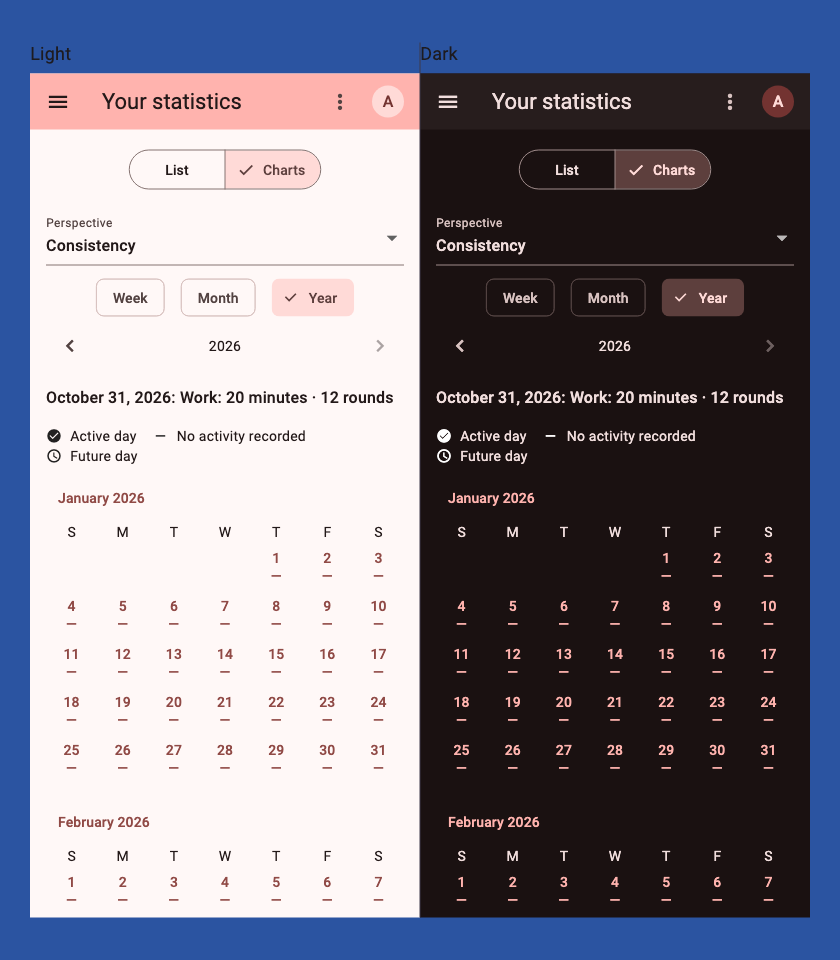 Light
Your statistics
A
List
Charts
Perspective
Consistency
Week
Month
Year
2026
October 31, 2026: Work: 20 minutes · 12 rounds
Active day
No activity recorded
Future day
January 2026
S M T W T F S
1 2 3
4 5 6 7 8 9 10
11 12 13 14 15 16 17
18 19 20 21 22 23 24
25 26 27 28 29 30 31
February 2026
S M T W T F S
1 2 3 4 5 6 7
Dark
Your statistics
A
List
Charts
Perspective
Consistency
Week
Month
Year
2026
October 31, 2026: Work: 20 minutes · 12 rounds
Active day
No activity recorded
Future day
January 2026
S M T W T F S
1 2 3
4 5 6 7 8 9 10
11 12 13 14 15 16 17
18 19 20 21 22 23 24
25 26 27 28 29 30 31
February 2026
S M T W T F S
1 2 3 4 5 6 7